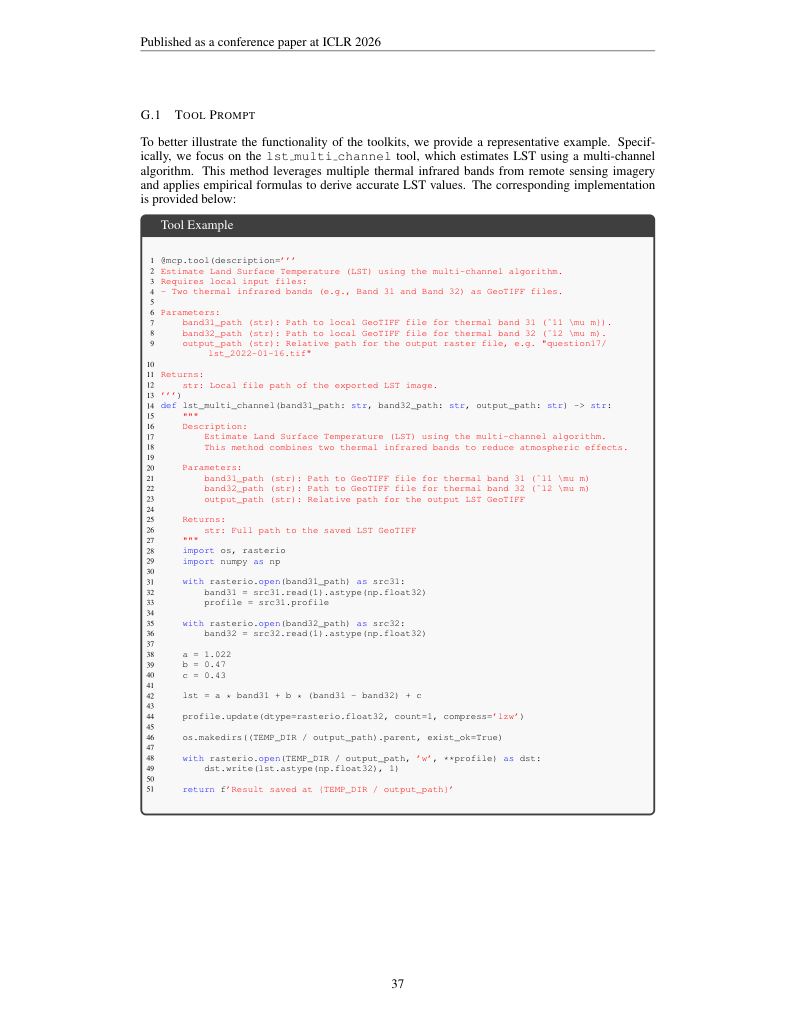 Published as a conference paper at ICLR 2026
G.1 TOOL PROMPT
To better illustrate the functionality of the toolkits, we provide a representative example. Specif-
ically, we focus on the lst_multi_channel tool, which estimates LST using a multi-channel
algorithm. This method leverages multiple thermal infrared bands from remote sensing imagery
and applies empirical formulas to derive accurate LST values. The corresponding implementation
is provided below:
Tool Example
1 @mcp.tool(description=’’’
2 Estimate Land Surface Temperature (LST) using the multi-channel algorithm.
3 Requires local input files:
4 - Two thermal infrared bands (e.g., Band 31 and Band 32) as GeoTIFF files.
5
6 Parameters:
7     band31_path (str): Path to local GeoTIFF file for thermal band 31 (˜11 \mu m)).
8     band32_path (str): Path to local GeoTIFF file for thermal band 32 (˜12 \mu m).
9     output_path (str): Relative path for the output raster file, e.g. "question17/
lst_2022-01-16.tif"
10
11 Returns:
12     str: Local file path of the exported LST image.
13 ’’’)
14 def lst_multi_channel(band31_path: str, band32_path: str, output_path: str) -> str:
15     """
16     Description:
17         Estimate Land Surface Temperature (LST) using the multi-channel algorithm.
18         This method combines two thermal infrared bands to reduce atmospheric effects.
19
20     Parameters:
21         band31_path (str): Path to GeoTIFF file for thermal band 31 (˜11 \mu m)
22         band32_path (str): Path to GeoTIFF file for thermal band 32 (˜12 \mu m)
23         output_path (str): Relative path for the output LST GeoTIFF
24
25     Returns:
26         str: Full path to the saved LST GeoTIFF
27     """
28     import os, rasterio
29     import numpy as np
30
31     with rasterio.open(band31_path) as src31:
32         band31 = src31.read(1).astype(np.float32)
33         profile = src31.profile
34
35     with rasterio.open(band32_path) as src32:
36         band32 = src32.read(1).astype(np.float32)
37
38     a = 1.022
39     b = 0.47
40     c = 0.43
41
42     lst = a * band31 + b * (band31 - band32) + c
43
44     profile.update(dtype=rasterio.float32, count=1, compress=’lzw’)
45
46     os.makedirs((TEMP_DIR / output_path).parent, exist_ok=True)
47
48     with rasterio.open(TEMP_DIR / output_path, ’w’, **profile) as dst:
49         dst.write(lst.astype(np.float32), 1)
50
51     return f’Result saved at {TEMP_DIR / output_path}’
37